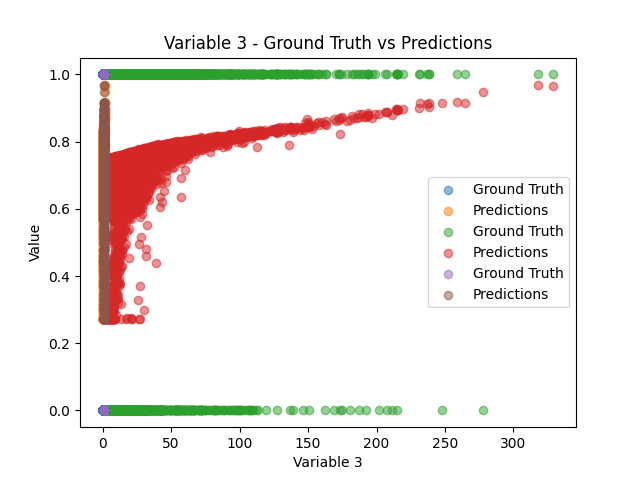 Variable 3 - Ground Truth vs Predictions
1.0
0.8
0.6
0.4
0.2
0.0
Value
Ground Truth
Predictions
Ground Truth
Predictions
Ground Truth
Predictions
0 50 100 150 200 250 300
Variable 3